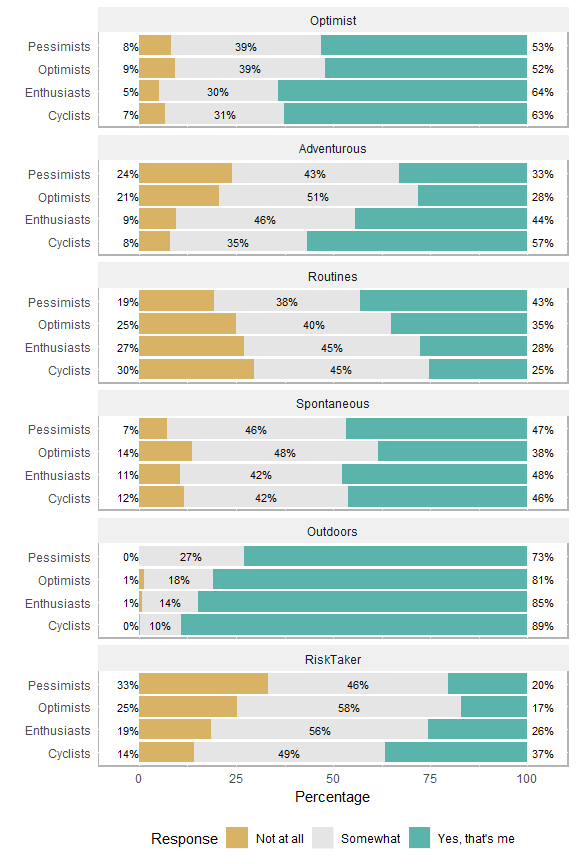 Optimist
Pessimists 8% 39% 53%
Optimists 9% 39% 52%
Enthusiasts 5% 30% 64%
Cyclists 7% 31% 63%
Adventurous
Pessimists 24% 43% 33%
Optimists 21% 51% 28%
Enthusiasts 9% 46% 44%
Cyclists 8% 35% 57%
Routines
Pessimists 19% 38% 43%
Optimists 25% 40% 35%
Enthusiasts 27% 45% 28%
Cyclists 30% 45% 25%
Spontaneous
Pessimists 7% 46% 47%
Optimists 14% 48% 38%
Enthusiasts 11% 42% 48%
Cyclists 12% 42% 46%
Outdoors
Pessimists 0% 27% 73%
Optimists 1% 18% 81%
Enthusiasts 1% 14% 85%
Cyclists 0% 10% 89%
RiskTaker
Pessimists 33% 46% 20%
Optimists 25% 58% 17%
Enthusiasts 19% 56% 26%
Cyclists 14% 49% 37%
0 25 50 75 100
Percentage
Response Not at all Somewhat Yes, that's me